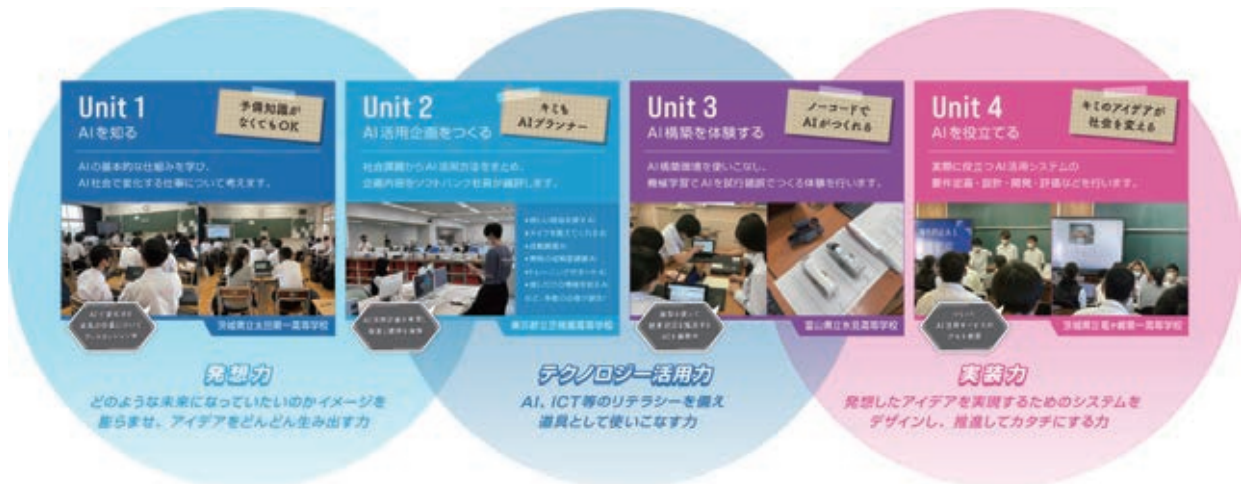 Unit 1
AIを知る
予備知識が
なくてもOK
AIの基本的な仕組みを学び、
AI社会で変化する仕事について考えます。
茨城県立太田第一高等学校
Unit 2
AI活用企画をつくる
キミも
AIプランナー
社会課題からAI活用方法をまとめ、
企画内容をソフトバンク社員が講評します。
Unit 3
AI構築を体験する
ノーコードで
AIがつくれる
AI構築環境を使いこなし、
機械学習でAIを試行錯誤でつくる体験を行います。
富山県立氷見高等学校
Unit 4
AIを役立てる
キミのアイデアが
社会を変える
実際に役立つAI活用システムの
要件定義・設計・開発・評価などを行います。
茨城県立竜ヶ崎第一高等学校
発想力
どのような未来になっていたいのかイメージを
膨らませ、アイデアをどんどん生み出す力
テクノロジー活用力
AI、ICT等のリテラシーを備え
道具として使いこなす力
実装力
発想したアイデアを実現するためのシステムを
デザインし、推進してカタチにする力